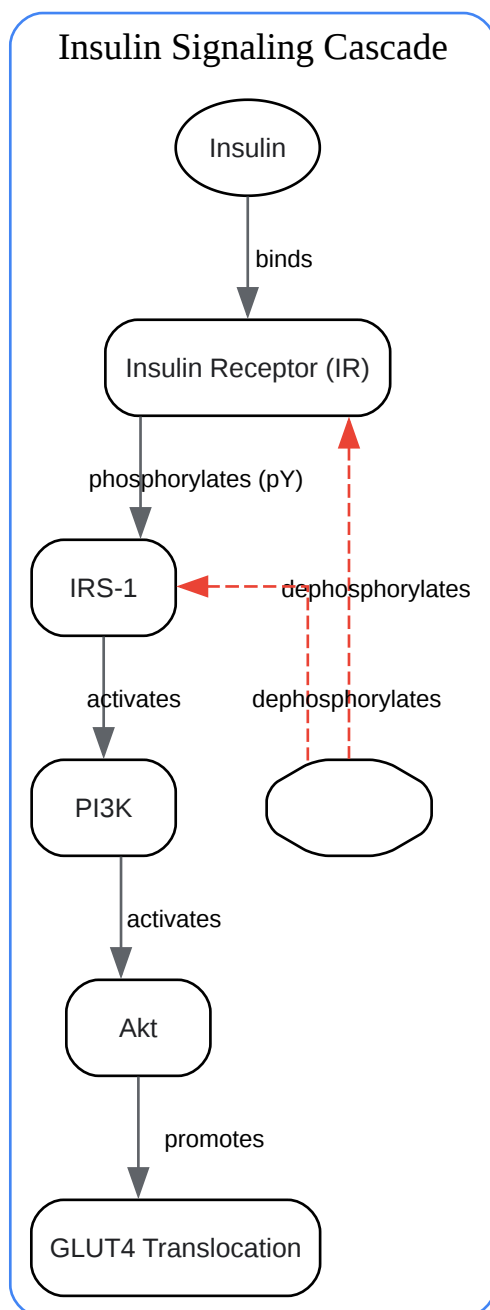 Insulin Signaling Cascade
Insulin
binds
Insulin Receptor (IR)
phosphorylates (pY)
IRS-1
dephosphorylates
activates
dephosphorylates
PI3K
activates
Akt
promotes
GLUT4 Translocation